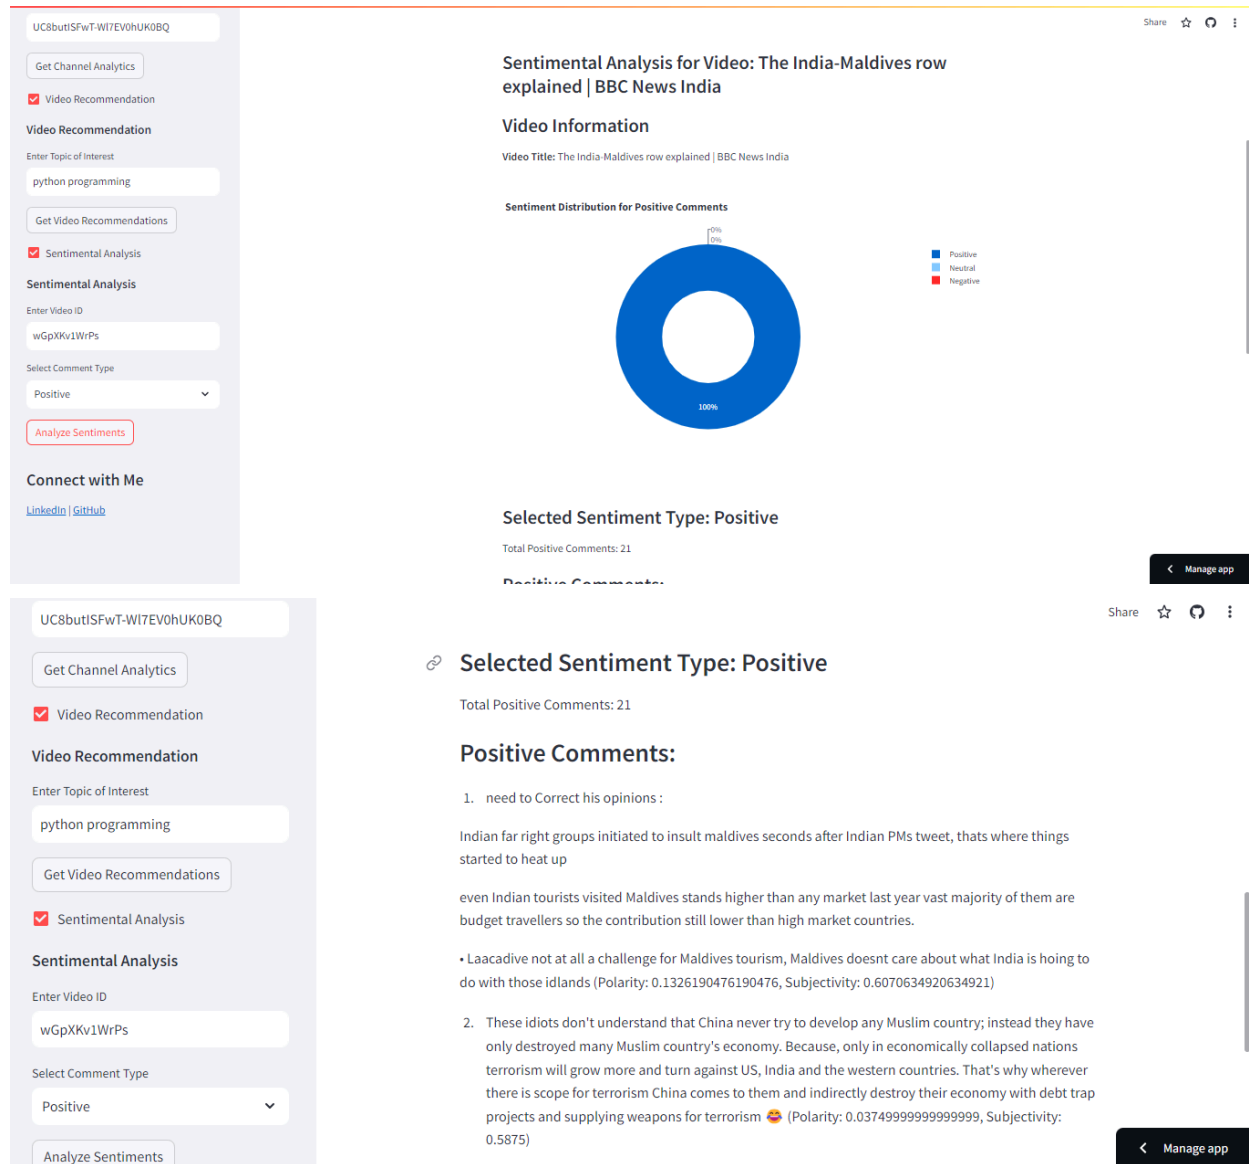 UC8butISFwT-Wl7EV0hUK0BQ
Get Channel Analytics
Video Recommendation
Video Recommendation
Enter Topic of Interest
python programming
Get Video Recommendations
Sentimental Analysis
Sentimental Analysis
Enter Video ID
wGpXKv1WrPs
Select Comment Type
Positive
Analyze Sentiments
Connect with Me
LinkedIn | GitHub
Share
Sentimental Analysis for Video: The India-Maldives row
explained | BBC News India
Video Information
Video Title: The India-Maldives row explained | BBC News India
Sentiment Distribution for Positive Comments
0%
0%
100%
Positive
Neutral
Negative
Selected Sentiment Type: Positive
Total Positive Comments: 21
Positive Comments:
Manage app
UC8butISFwT-Wl7EV0hUK0BQ
Get Channel Analytics
Video Recommendation
Video Recommendation
Enter Topic of Interest
python programming
Get Video Recommendations
Sentimental Analysis
Sentimental Analysis
Enter Video ID
wGpXKv1WrPs
Select Comment Type
Positive
Analyze Sentiments
Share
Selected Sentiment Type: Positive
Total Positive Comments: 21
Positive Comments:
1. need to Correct his opinions :
Indian far right groups initiated to insult maldives seconds after Indian PMs tweet, thats where things
started to heat up
even Indian tourists visited Maldives stands higher than any market last year vast majority of them are
budget travellers so the contribution still lower than high market countries.
• Laacadive not at all a challenge for Maldives tourism, Maldives doesnt care about what India is hoing to
do with those idlands (Polarity: 0.1326190476190476, Subjectivity: 0.6070634920634921)
2. These idiots don't understand that China never try to develop any Muslim country; instead they have
only destroyed many Muslim country's economy. Because, only in economically collapsed nations
terrorism will grow more and turn against US, India and the western countries. That's why wherever
there is scope for terrorism China comes to them and indirectly destroy their economy with debt trap
projects and supplying weapons for terrorism 😂 (Polarity: 0.03749999999999999, Subjectivity:
0.5875)
Manage app